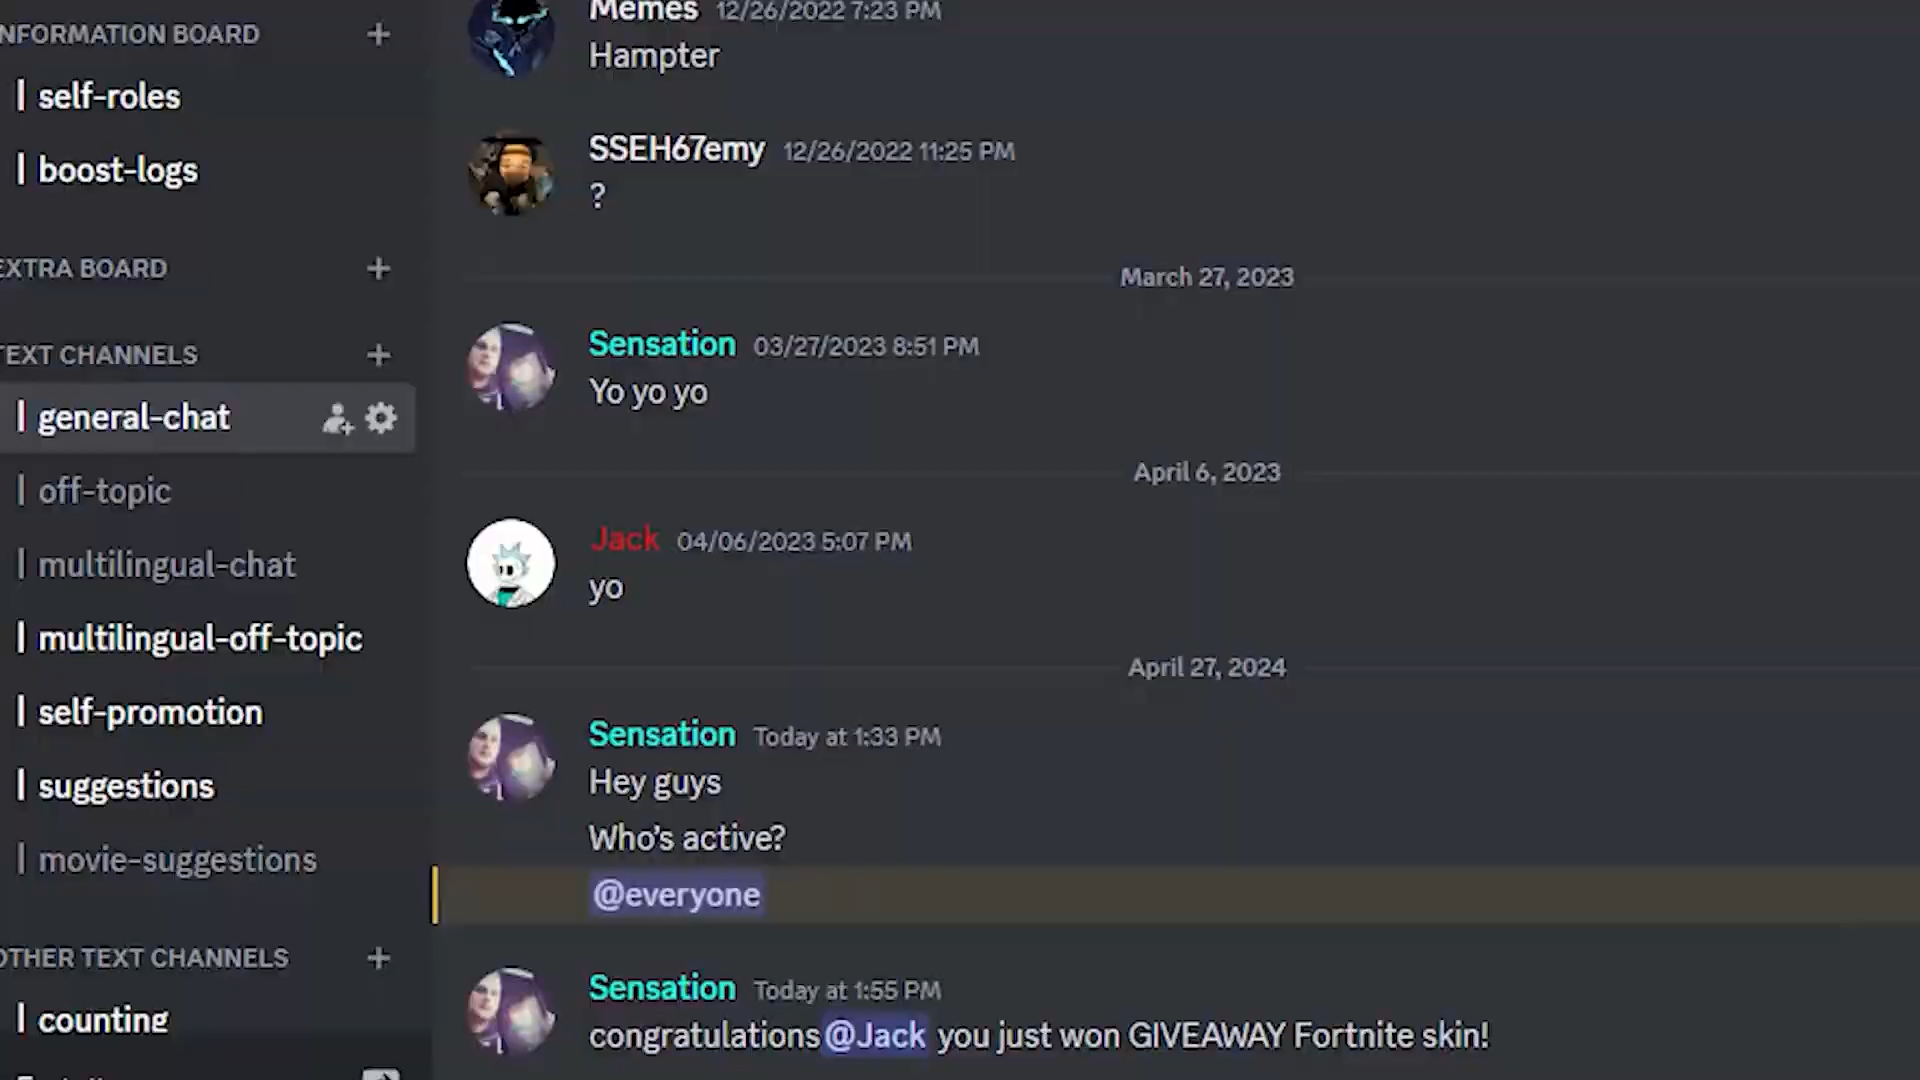 NFORMATION BOARD
self-roles
boost-logs
EXTRA BOARD
TEXT CHANNELS
general-chat
off-topic
multilingual-chat
multilingual-off-topic
self-promotion
suggestions
movie-suggestions
OTHER TEXT CHANNELS
counting
Memes 12/26/2022 7:23 PM
Hampter
SSEH67emy 12/26/2022 11:25 PM
?
March 27, 2023
Sensation 03/27/2023 8:51 PM
Yo yo yo
April 6, 2023
Jack 04/06/2023 5:07 PM
yo
April 27, 2024
Sensation Today at 1:33 PM
Hey guys
Who's active?
@everyone
Sensation Today at 1:55 PM
congratulations @Jack you just won GIVEAWAY Fortnite skin!